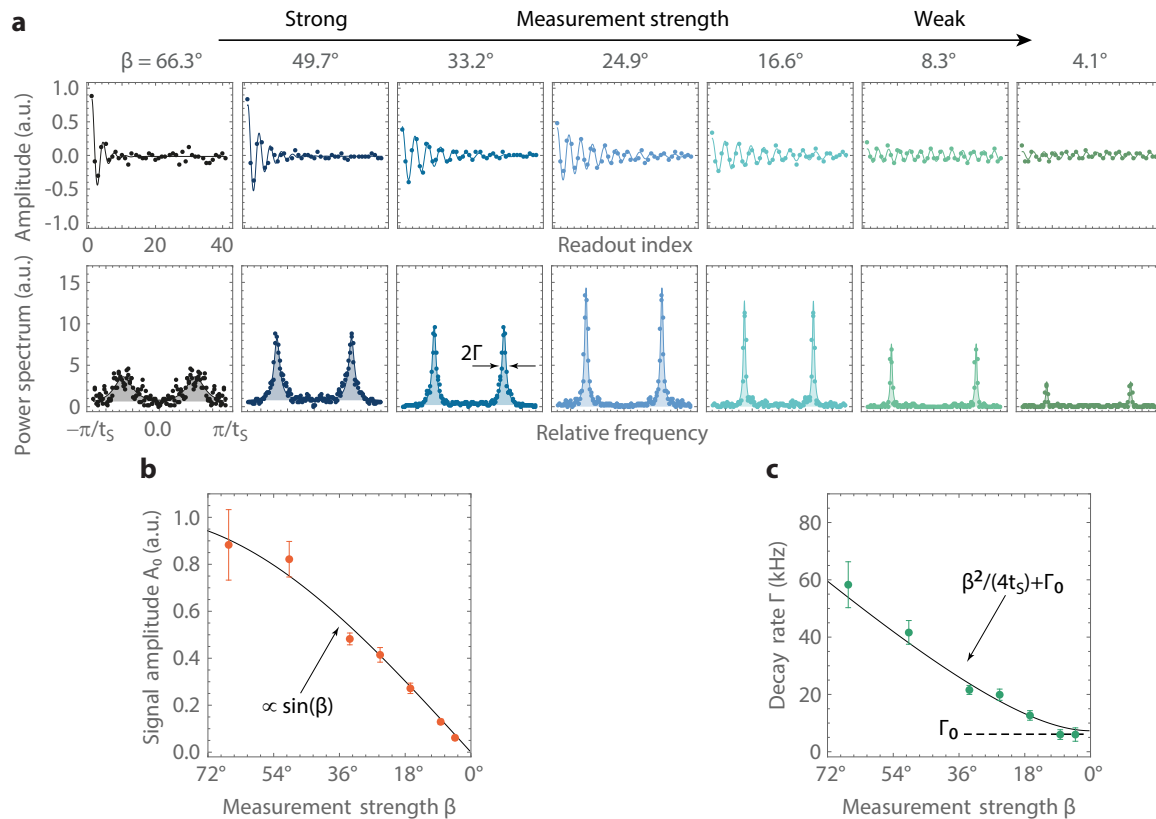 a
Strong Measurement strength Weak
β = 66.3° 49.7° 33.2° 24.9° 16.6° 8.3° 4.1°
Amplitude (a.u.)
1.0
0.5
0.0
-0.5
-1.0
0 20 40
Readout index
Power spectrum (a.u.)
15
10
5
0
2Γ
−π/tS 0.0 π/tS
Relative frequency
b
Signal amplitude A0 (a.u.)
1.0
0.8
0.6
0.4
0.2
0.0
∝ sin(β)
72° 54° 36° 18° 0°
Measurement strength β
c
Decay rate Γ (kHz)
80
60
40
20
0
β²/(4tS)+Γ0
Γ0
72° 54° 36° 18° 0°
Measurement strength β